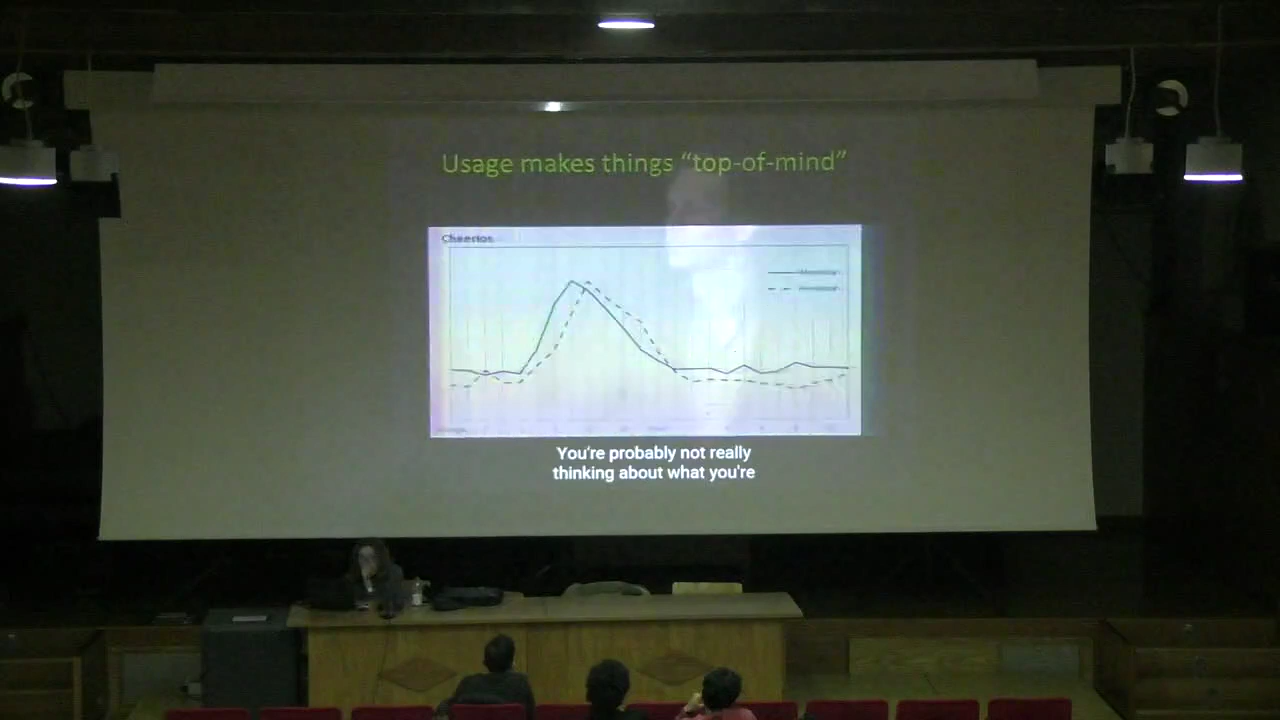 Usage makes things “top-of-mind”
Cheerios
You're probably not really
thinking about what you're